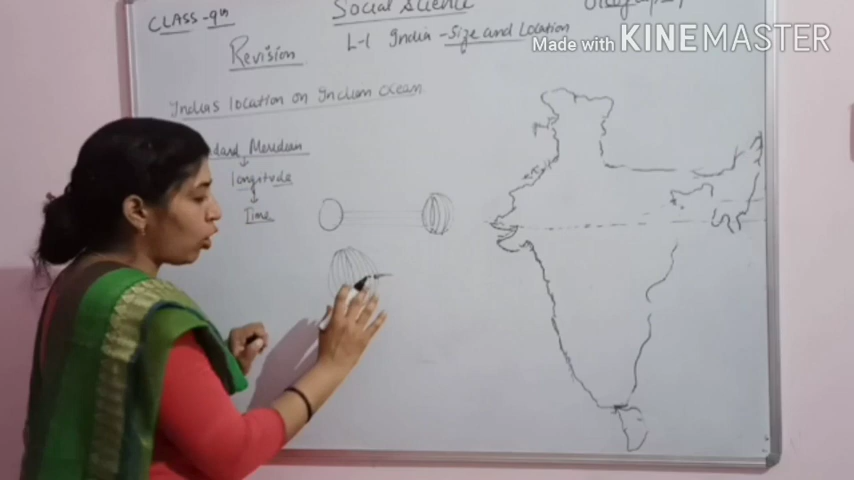 Social Science
CLASS-9th
L-1 India - Size and Location
Made with KINEMASTER
Revision
Indias location on Indian Ocean
Meridian
longitude
Time